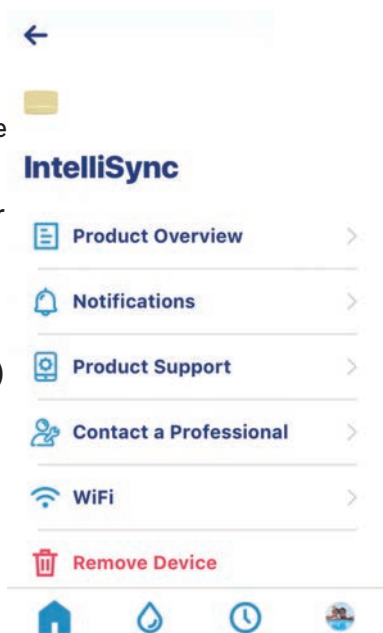 IntelliSync
Product Overview
Notifications
Product Support
Contact a Professional
WiFi
Remove Device